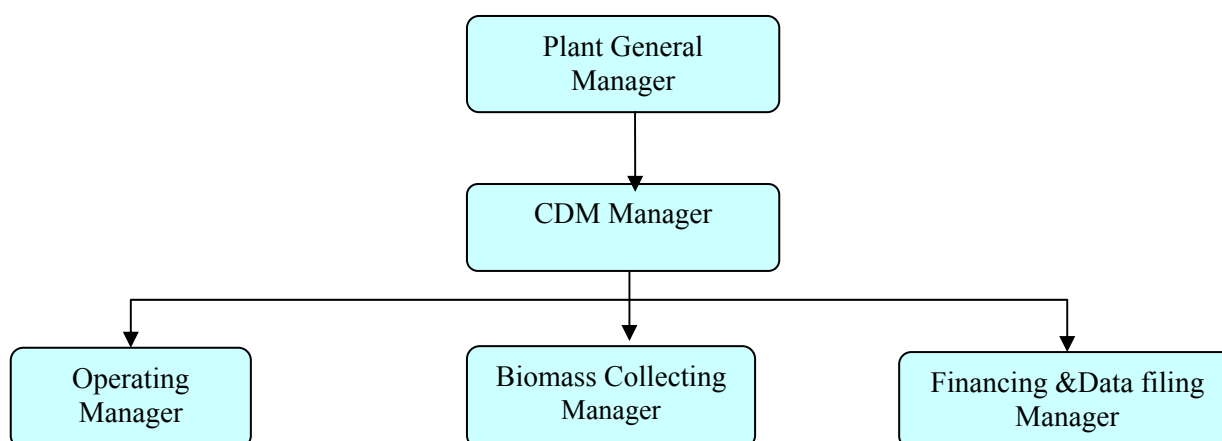 Plant General
Manager
CDM Manager
Operating
Manager
Biomass Collecting
Manager
Financing &Data filing
Manager